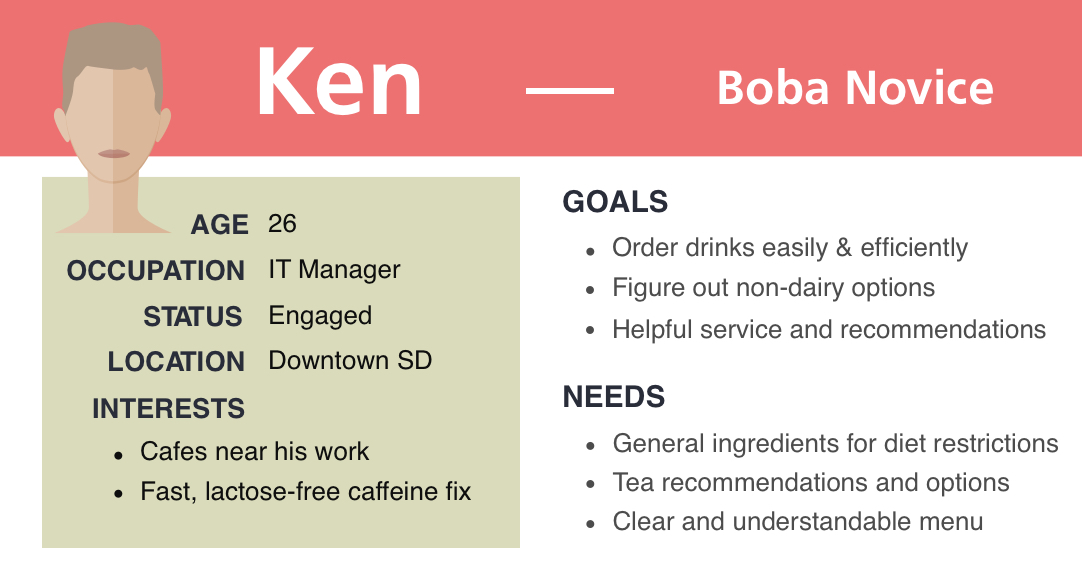 Ken — Boba Novice
AGE 26
OCCUPATION IT Manager
STATUS Engaged
LOCATION Downtown SD
INTERESTS
• Cafes near his work
• Fast, lactose-free caffeine fix
GOALS
• Order drinks easily & efficiently
• Figure out non-dairy options
• Helpful service and recommendations
NEEDS
• General ingredients for diet restrictions
• Tea recommendations and options
• Clear and understandable menu